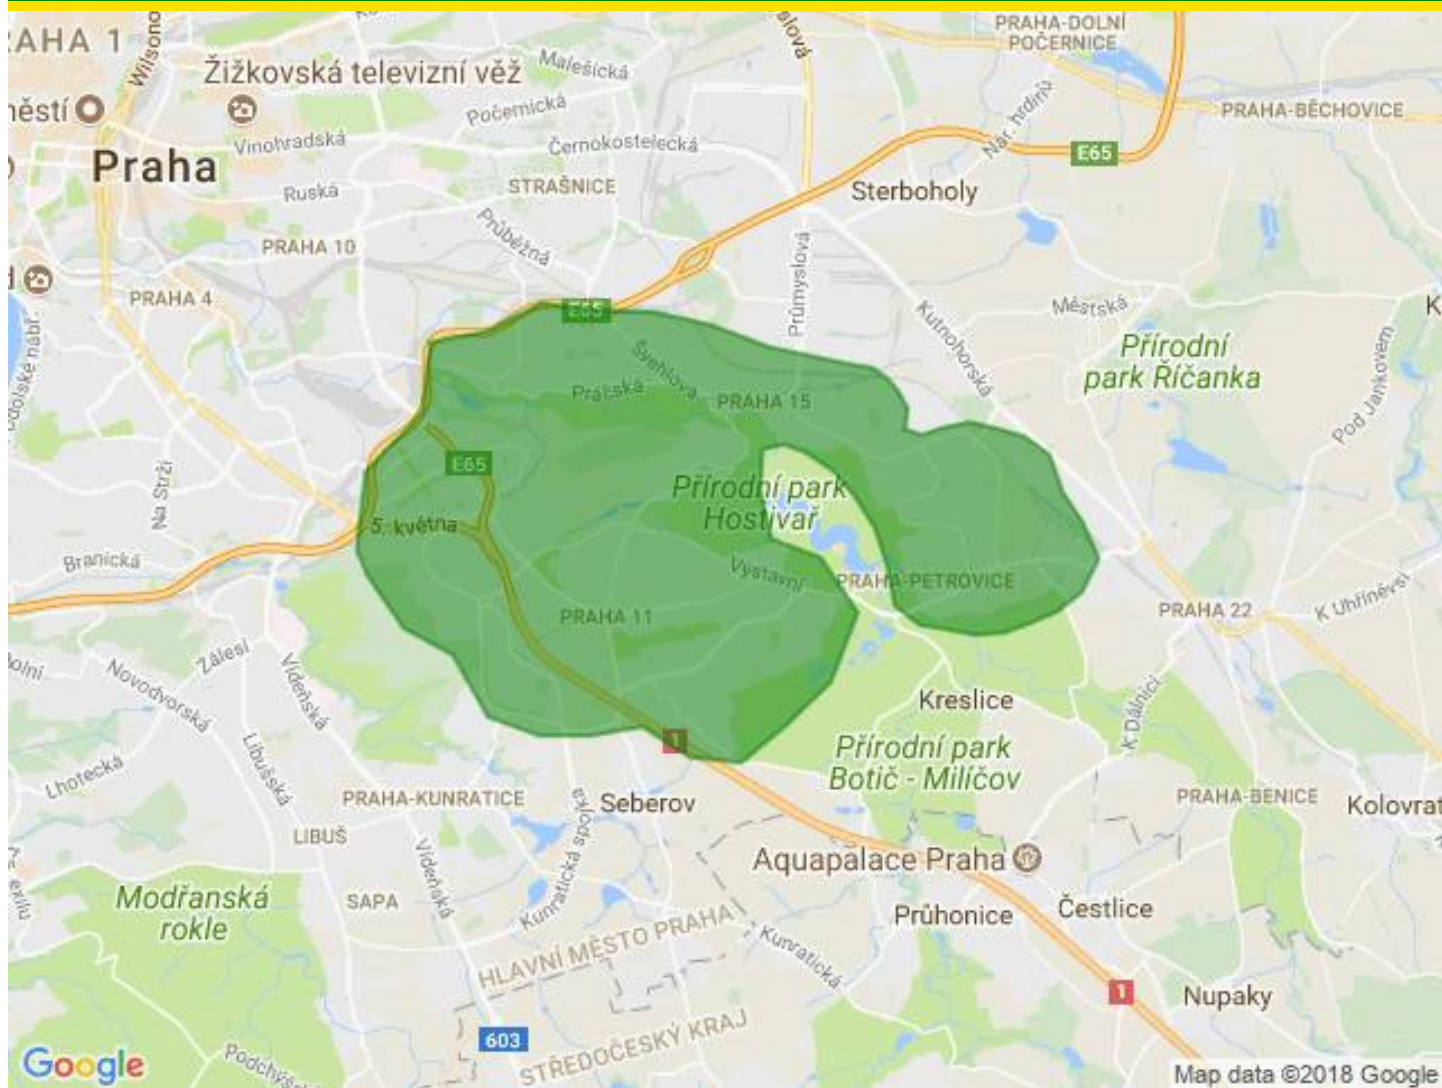 AHA 1
Wilsono
Žižkovská televizní věž
Malešická
slová
PRAHA-DOLNÍ
POČERNICE
PRAHA-BĚCHOVICE
Počernická
Vinohradská
Černokostelecká
Nár. hrdinů
E65
Praha
Ruská
STRAŠNICE
Sterboholy
Průběžná
PRAHA 10
Průmyslová
PRAHA 4
E65
Kutnohorská
Městská
K
Přírodní
park Říčanka
Švehlova
Práčská
PRAHA 15
Pod Jankovem
E65
Na Strži
Přírodní park
Hostivař
5. května
Branická
Vystavní
PRAHA-PETROVICE
PRAHA 11
PRAHA 22
K Uhříněvsi
Zálesí
Novodvorská
Vídeňská
Kreslice
K Dálnici
Libušská
1
Přírodní park
Botič - Milíčov
Lhotecká
PRAHA-KUNRATICE
Seberov
PRAHA-BENICE
Kolovrat
LIBUŠ
Vídeňská
Kunratická spojka
Aquapalace Praha
Modřanská
rokle
SAPA
Průhonice
Čestlice
HLAVNÍ MĚSTO PRAHA
Kunratická
1
Nupaky
603
STŘEDOČESKÝ KRAJ
Google
Map data ©2018 Google